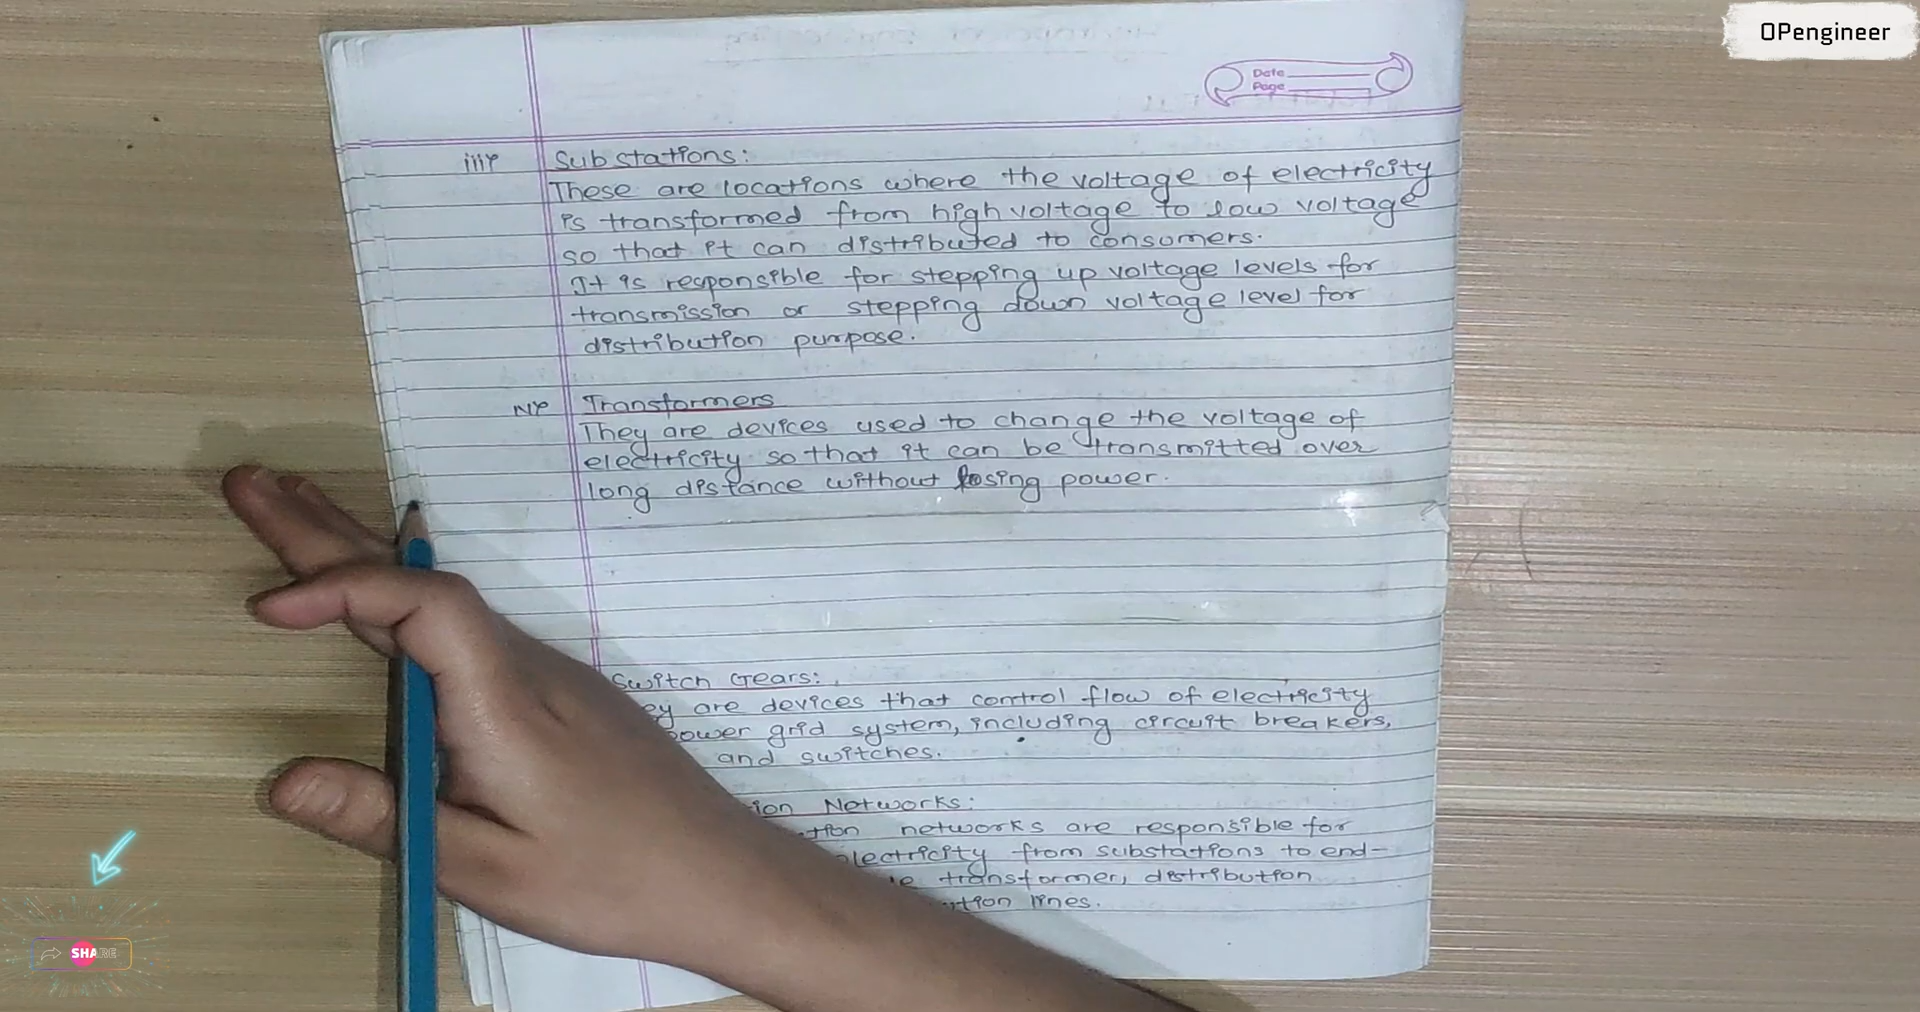 OPengineer
Date
Page
iii) Substations:
These are locations where the voltage of electricity
is transformed from high voltage to low voltage
so that it can distributed to consumers.
It is responsible for stepping up voltage levels for
transmission or stepping down voltage level for
distribution purpose.
iv) Transformers
They are devices used to change the voltage of
electricity so that it can be transmitted over
long distance without losing power.
Switch Gears:
ey are devices that control flow of electricity
power grid system, including circuit breakers,
and switches.
ion Networks:
tion networks are responsible for
electricity from substations to end-
transformer, distribution
tion lines.
SHARE